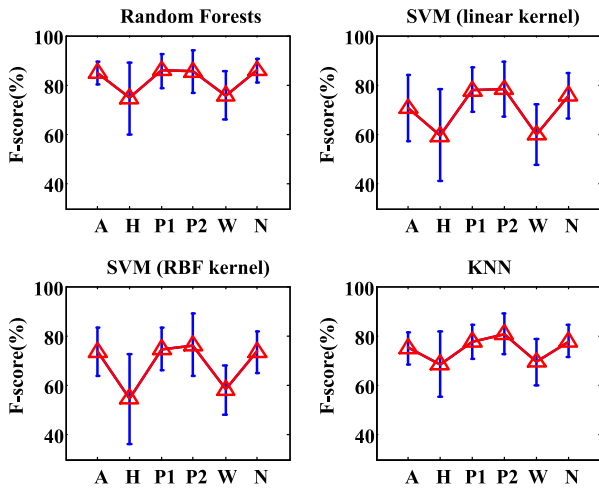 Random Forests
F-score(%)
100
80
60
40
A H P1 P2 W N
SVM (linear kernel)
F-score(%)
100
80
60
40
A H P1 P2 W N
SVM (RBF kernel)
F-score(%)
100
80
60
40
A H P1 P2 W N
KNN
F-score(%)
100
80
60
40
A H P1 P2 W N